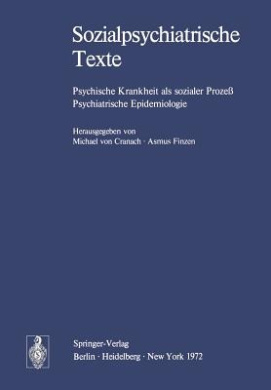 Sozialpsychiatrische
Texte
Psychische Krankheit als sozialer Prozeß
Psychiatrische Epidemiologie
Herausgegeben von
Michael von Cranach · Asmus Finzen
Springer-Verlag
Berlin · Heidelberg · New York 1972